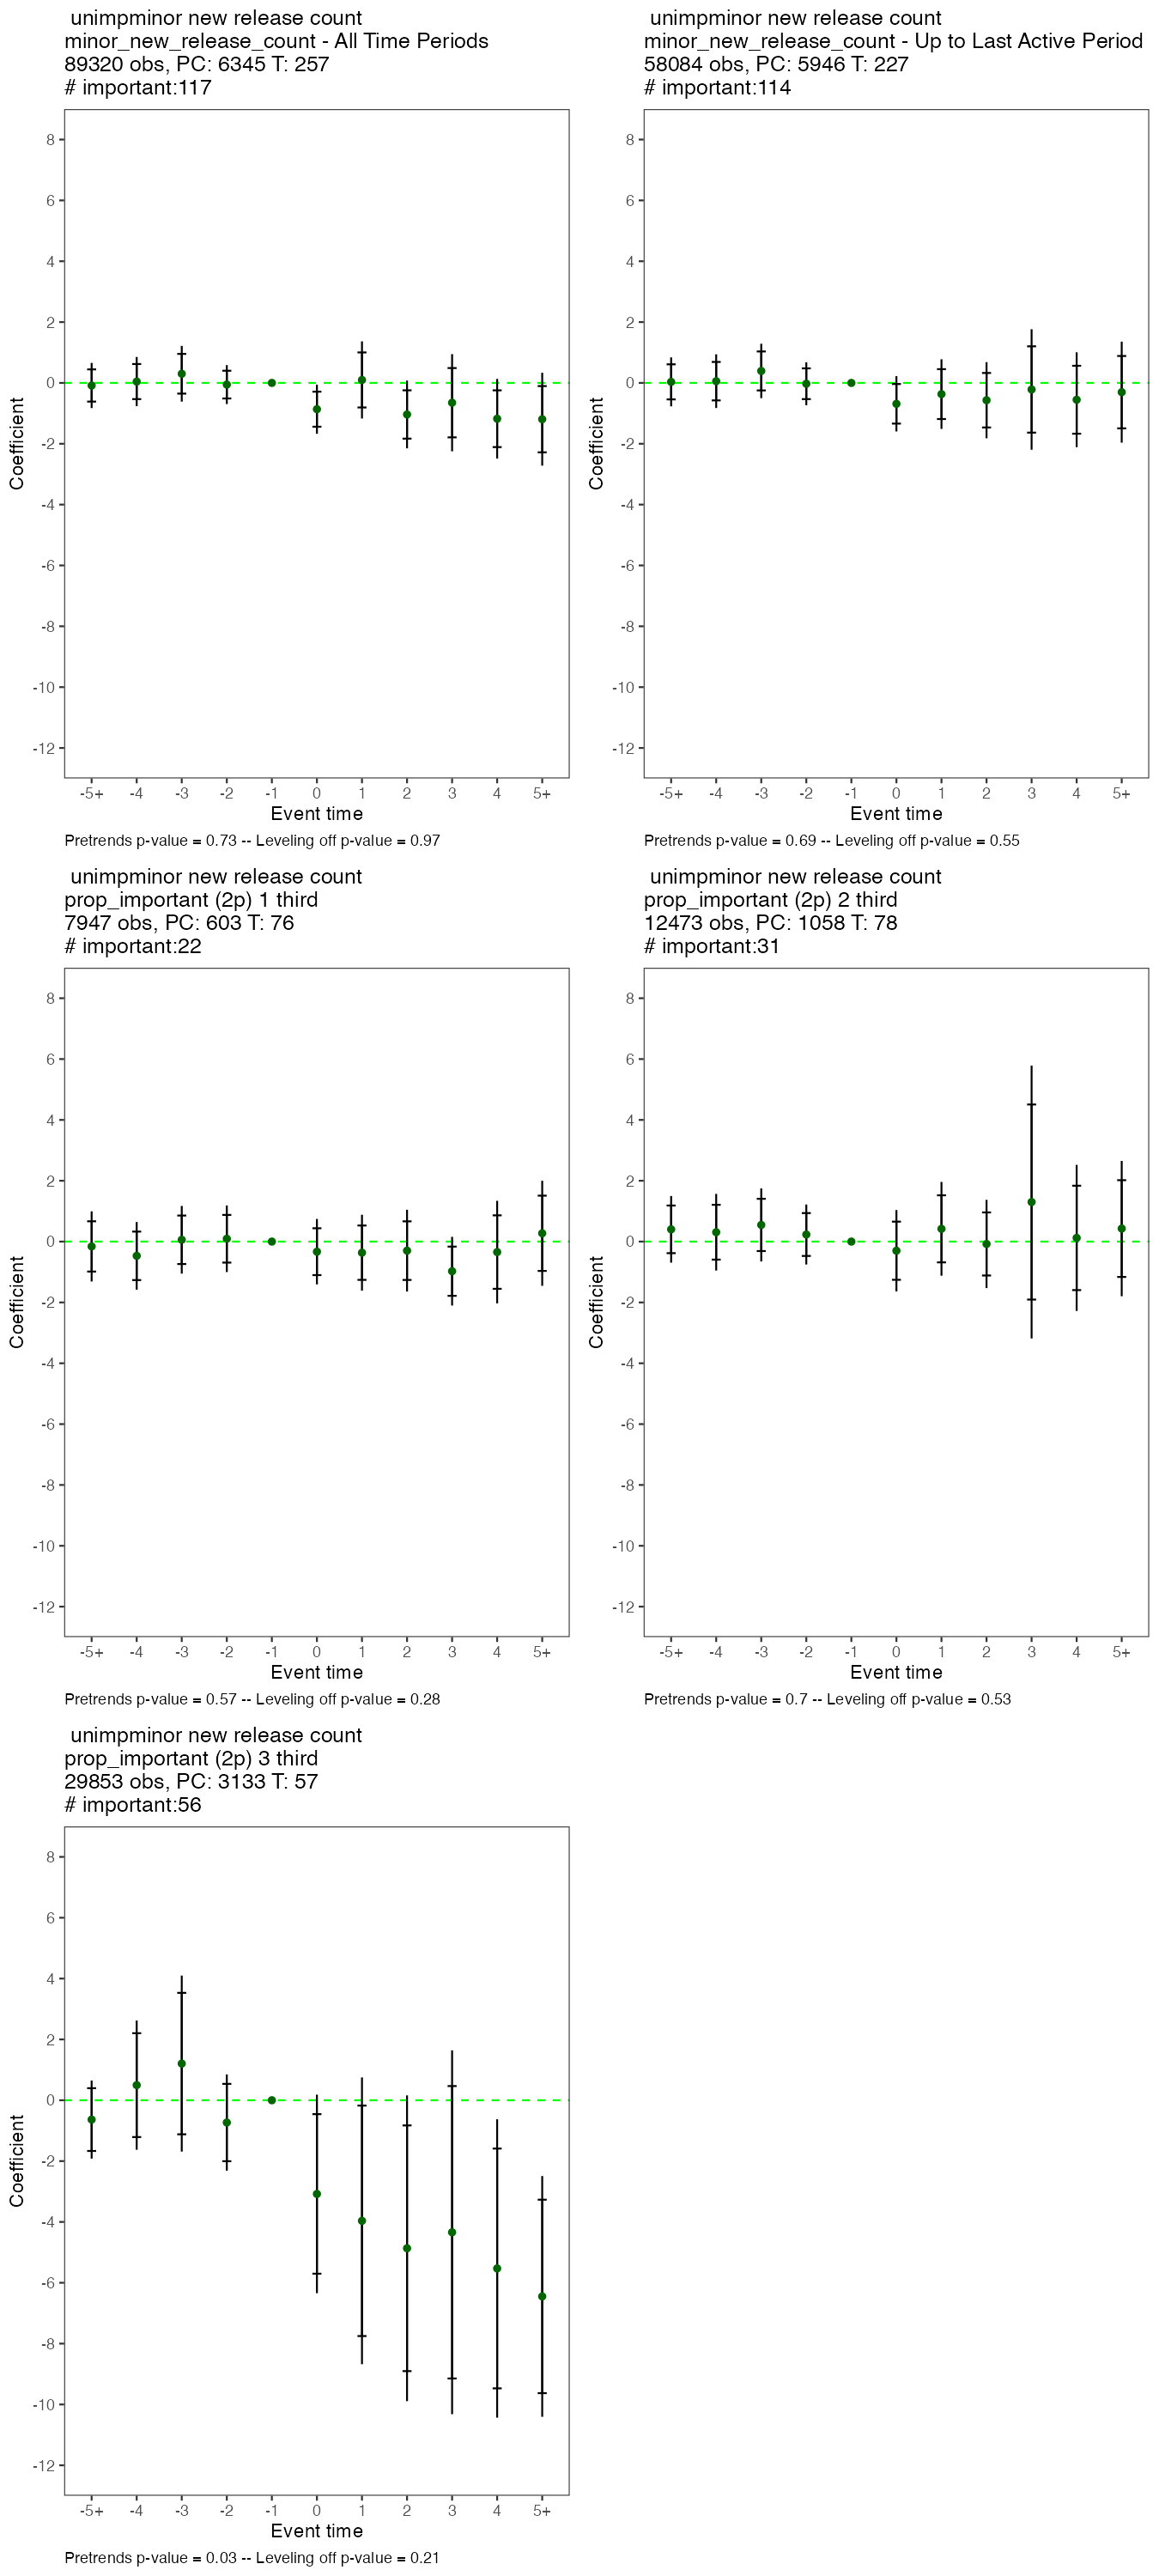 unimpminor new release count
minor_new_release_count - All Time Periods
89320 obs, PC: 6345 T: 257
# important:117
8
6
4
2
0
-2
-4
-6
-8
-10
-12
Coefficient
-5+ -4 -3 -2 -1 0 1 2 3 4 5+
Event time
Pretrends p-value = 0.73 -- Leveling off p-value = 0.97
unimpminor new release count
minor_new_release_count - Up to Last Active Period
58084 obs, PC: 5946 T: 227
# important:114
8
6
4
2
0
-2
-4
-6
-8
-10
-12
Coefficient
-5+ -4 -3 -2 -1 0 1 2 3 4 5+
Event time
Pretrends p-value = 0.69 -- Leveling off p-value = 0.55
unimpminor new release count
prop_important (2p) 1 third
7947 obs, PC: 603 T: 76
# important:22
8
6
4
2
0
-2
-4
-6
-8
-10
-12
Coefficient
-5+ -4 -3 -2 -1 0 1 2 3 4 5+
Event time
Pretrends p-value = 0.57 -- Leveling off p-value = 0.28
unimpminor new release count
prop_important (2p) 2 third
12473 obs, PC: 1058 T: 78
# important:31
8
6
4
2
0
-2
-4
-6
-8
-10
-12
Coefficient
-5+ -4 -3 -2 -1 0 1 2 3 4 5+
Event time
Pretrends p-value = 0.7 -- Leveling off p-value = 0.53
unimpminor new release count
prop_important (2p) 3 third
29853 obs, PC: 3133 T: 57
# important:56
8
6
4
2
0
-2
-4
-6
-8
-10
-12
Coefficient
-5+ -4 -3 -2 -1 0 1 2 3 4 5+
Event time
Pretrends p-value = 0.03 -- Leveling off p-value = 0.21